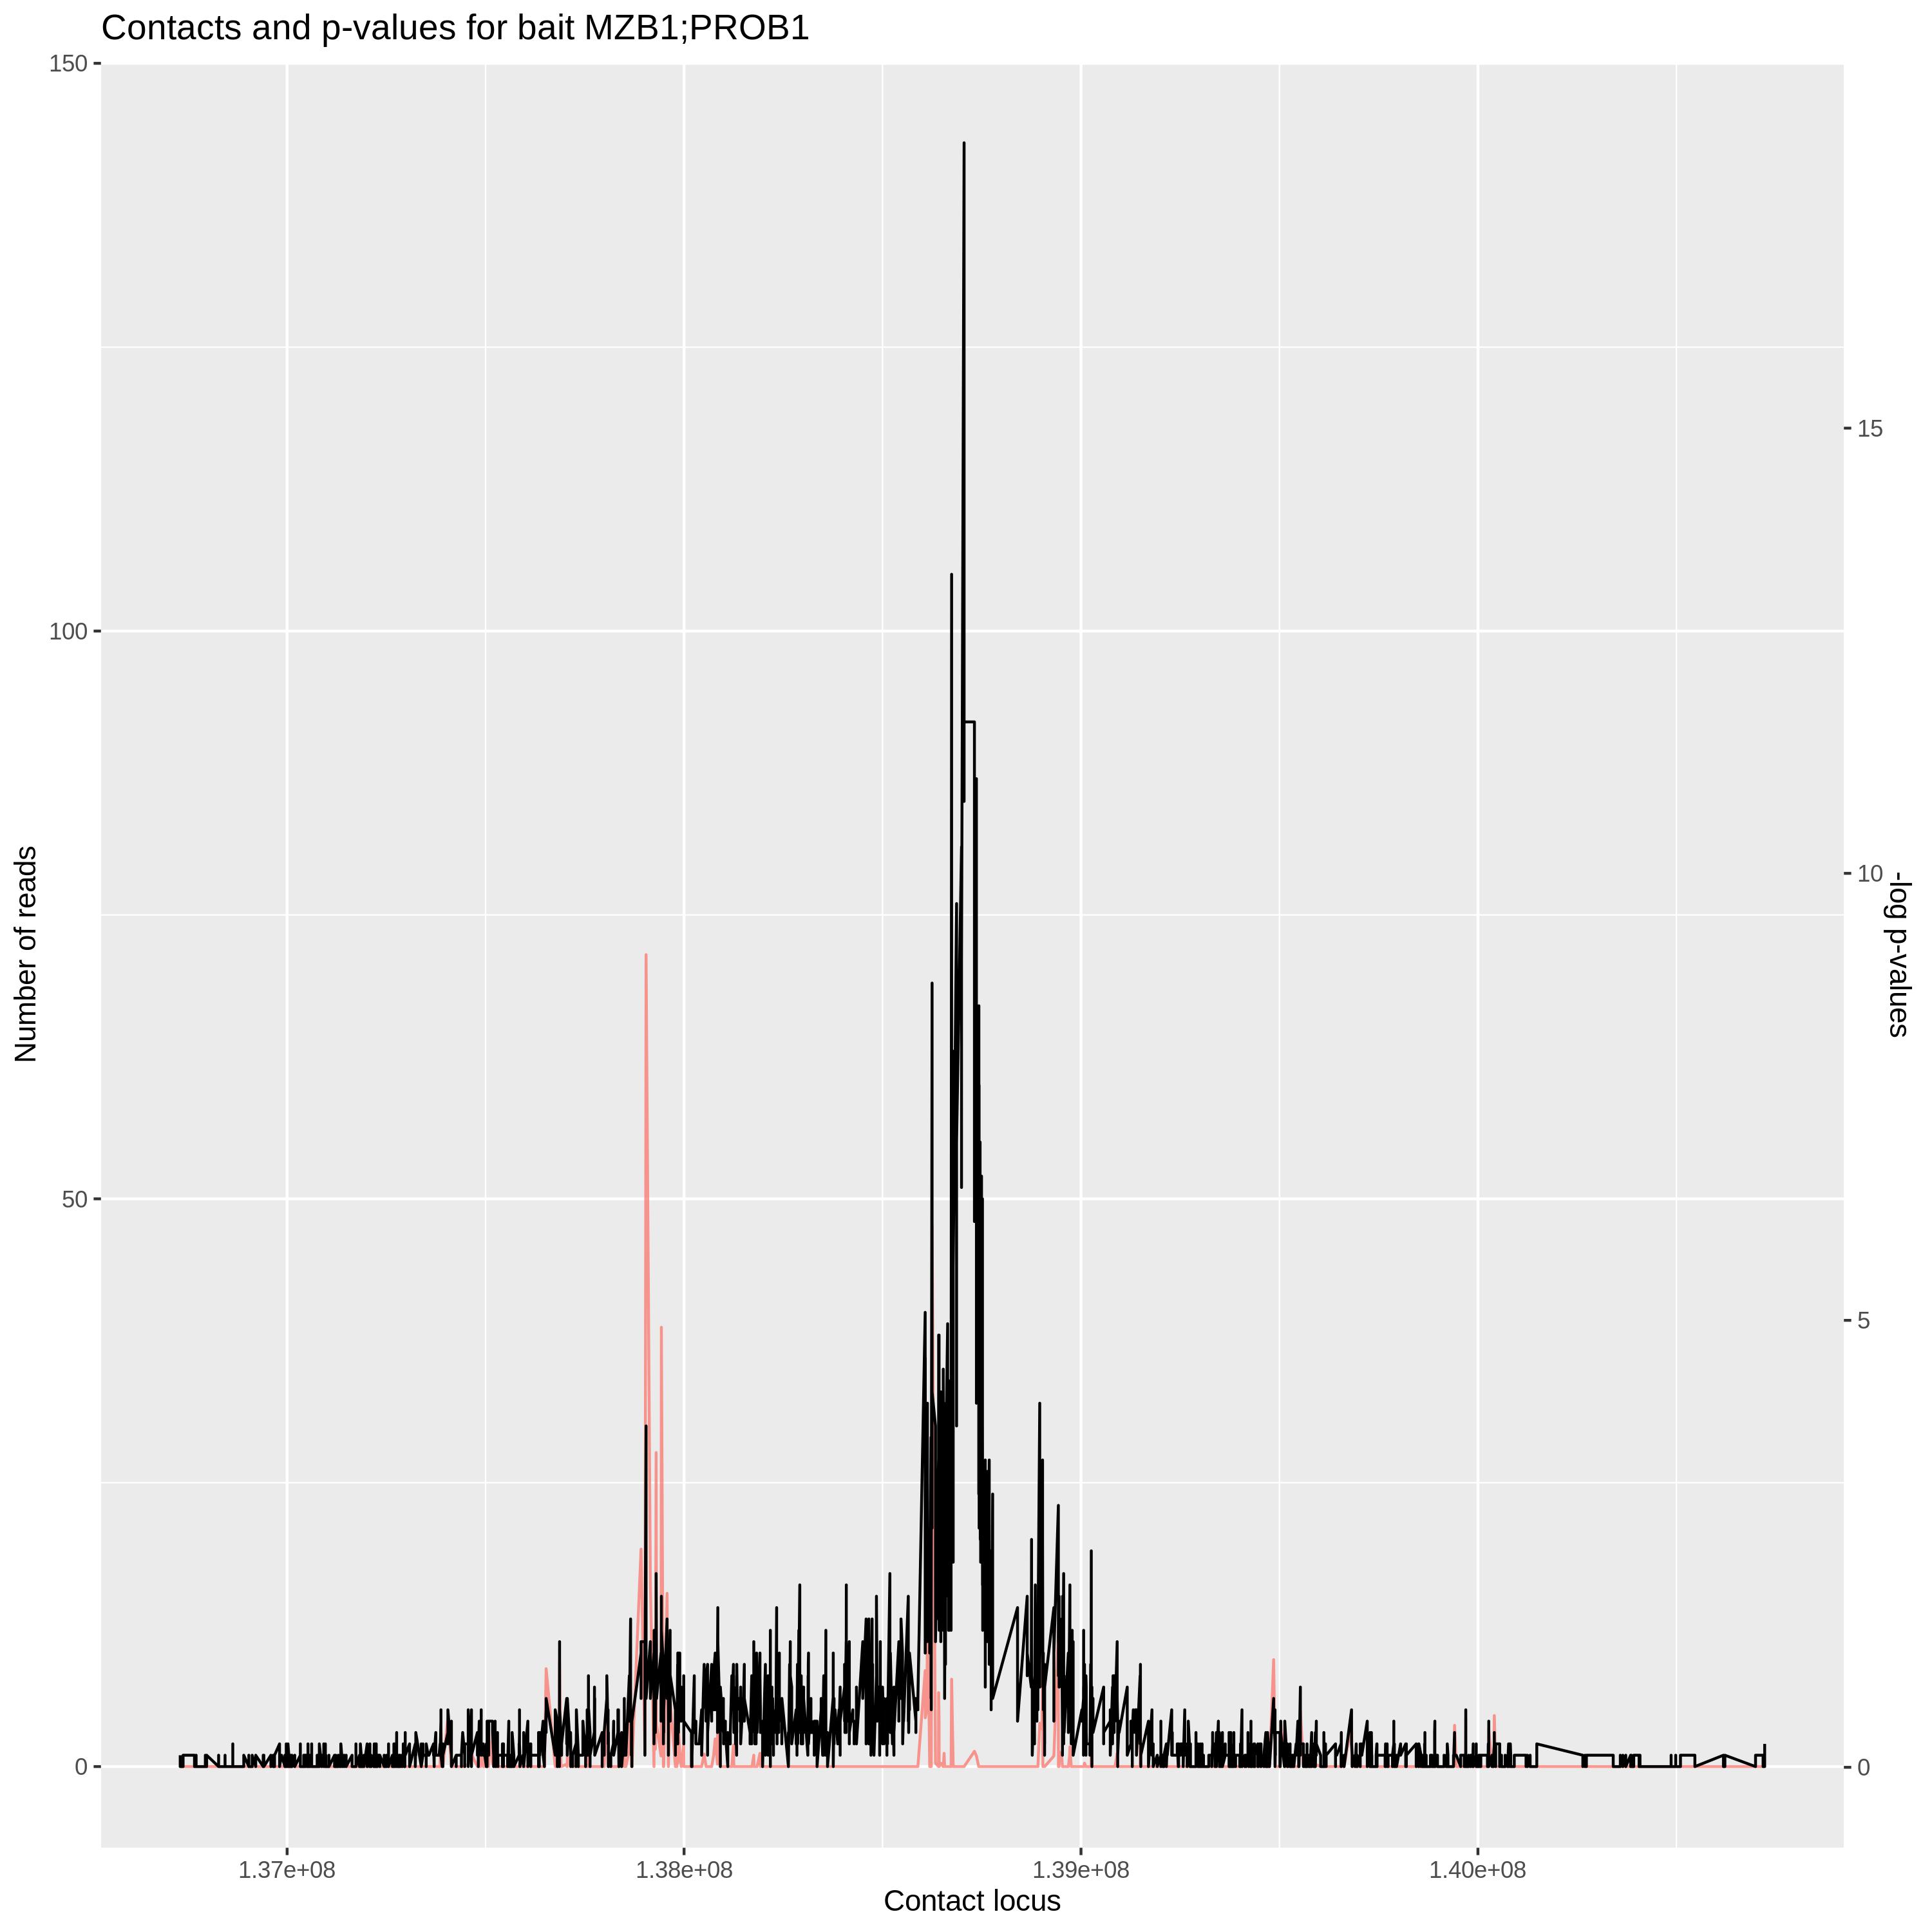 Contacts and p-values for bait MZB1;PROB1
150
100
50
0
Number of reads
15
10
5
0
-log p-values
1.37e+08
1.38e+08
1.39e+08
1.40e+08
Contact locus